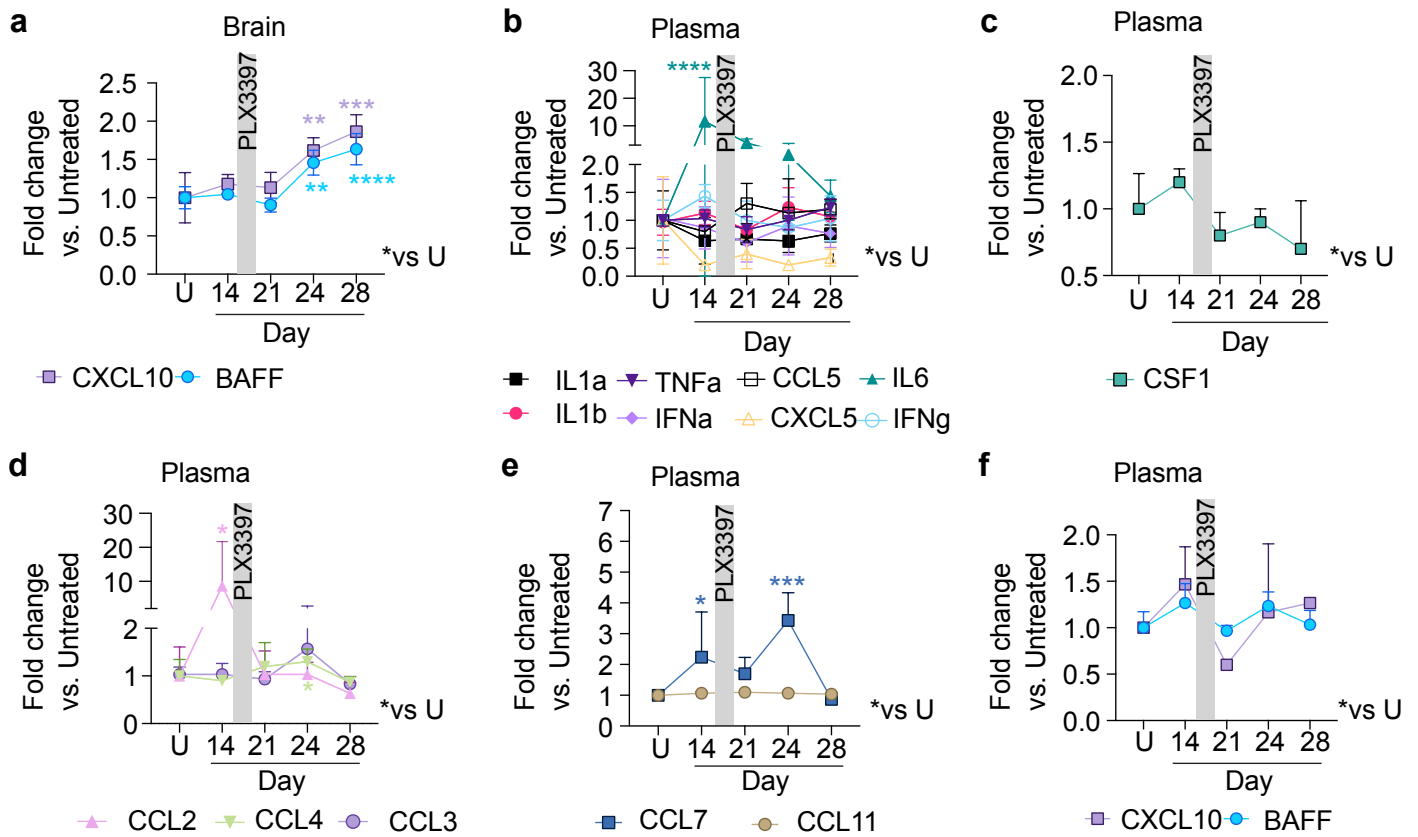 a
Brain
Fold change
vs. Untreated
2.5
2.0
1.5
1.0
0.5
0.0
PLX3397
**
***
**
****
*vs U
U 14 21 24 28
Day
CXCL10 BAFF
b
Plasma
Fold change
vs. Untreated
30
20
10
2.0
1.5
1.0
0.5
0.0
****
PLX3397
*vs U
U 14 21 24 28
Day
IL1a TNFa CCL5 IL6
IL1b IFNa CXCL5 IFNg
c
Plasma
Fold change
vs. Untreated
2.0
1.5
1.0
0.5
PLX3397
*vs U
U 14 21 24 28
Day
CSF1
d
Plasma
Fold change
vs. Untreated
30
20
10
2
1
0
*
PLX3397
*
*vs U
U 14 21 24 28
Day
CCL2 CCL4 CCL3
e
Plasma
Fold change
vs. Untreated
7
6
5
4
3
2
1
0
*
PLX3397
***
*vs U
U 14 21 24 28
Day
CCL7 CCL11
f
Plasma
Fold change
vs. Untreated
2.0
1.5
1.0
0.5
0.0
PLX3397
*vs U
U 14 21 24 28
Day
CXCL10 BAFF